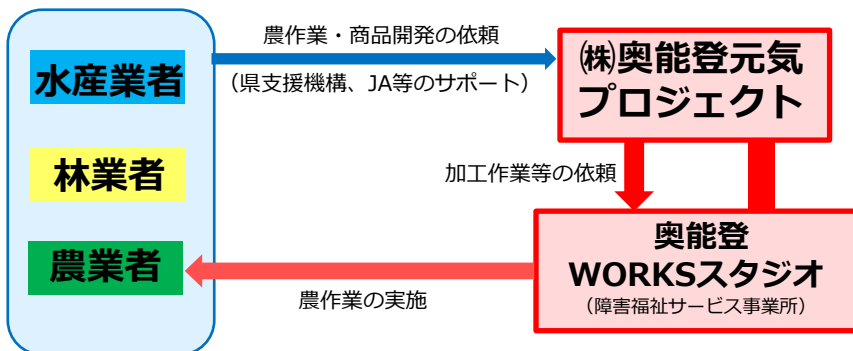 農作業・商品開発の依頼
(県支援機構、JA等のサポート)
水産業者
林業者
農業者
㈱奥能登元気
プロジェクト
加工作業等の依頼
奥能登
WORKSスタジオ
(障害福祉サービス事業所)
農作業の実施